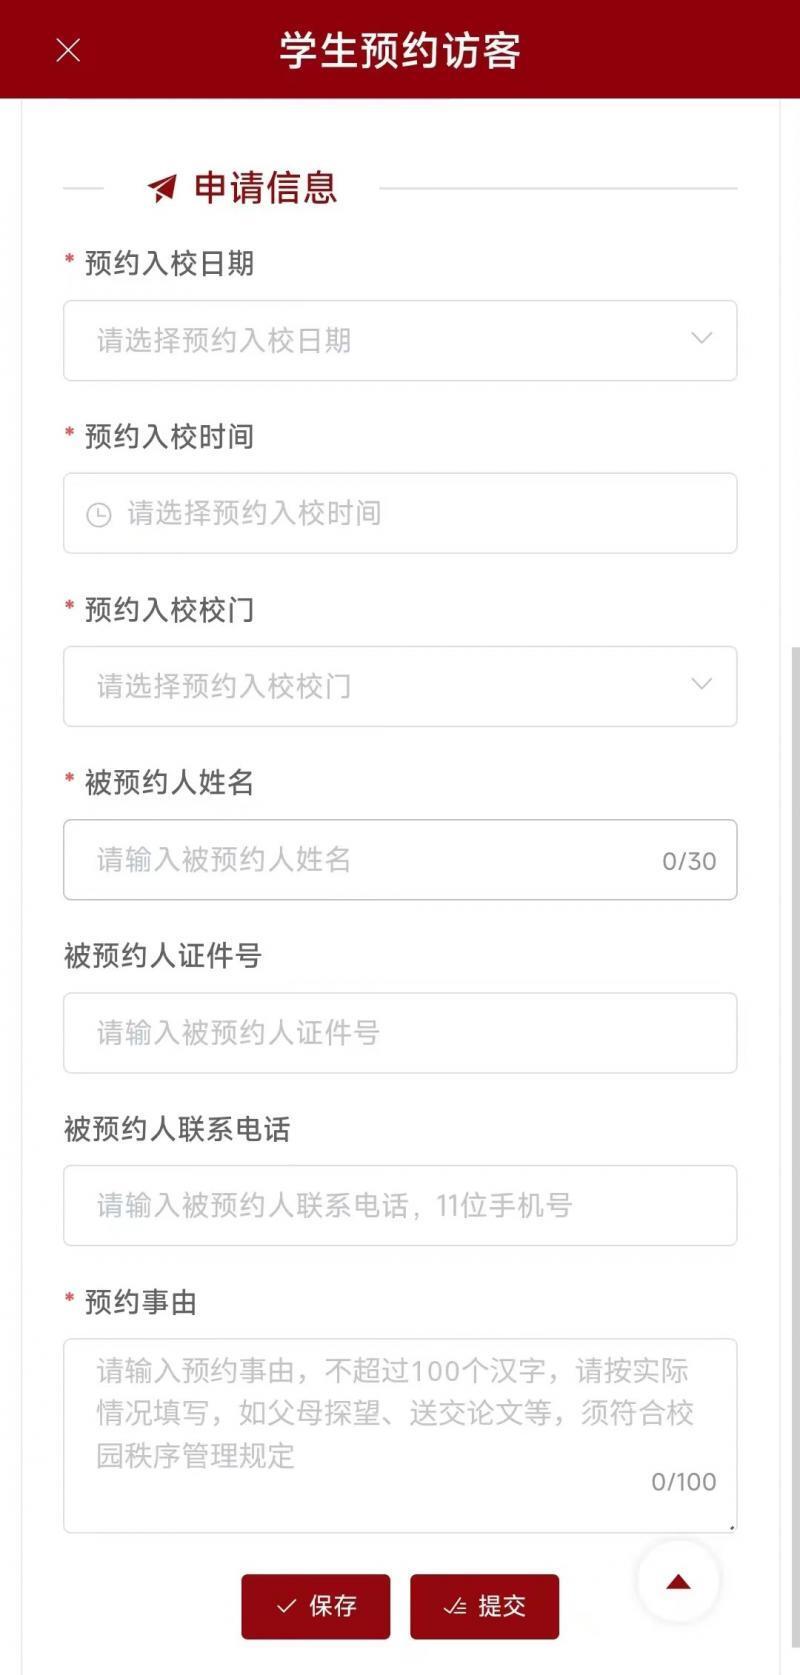 学生预约访客
申请信息
* 预约入校日期
请选择预约入校日期
* 预约入校时间
请选择预约入校时间
* 预约入校校门
请选择预约入校校门
* 被预约人姓名
请输入被预约人姓名 0/30
被预约人证件号
请输入被预约人证件号
被预约人联系电话
请输入被预约人联系电话，11位手机号
* 预约事由
请输入预约事由，不超过100个汉字，请按实际
情况填写，如父母探望、送交论文等，须符合校
园秩序管理规定
0/100
保存 提交